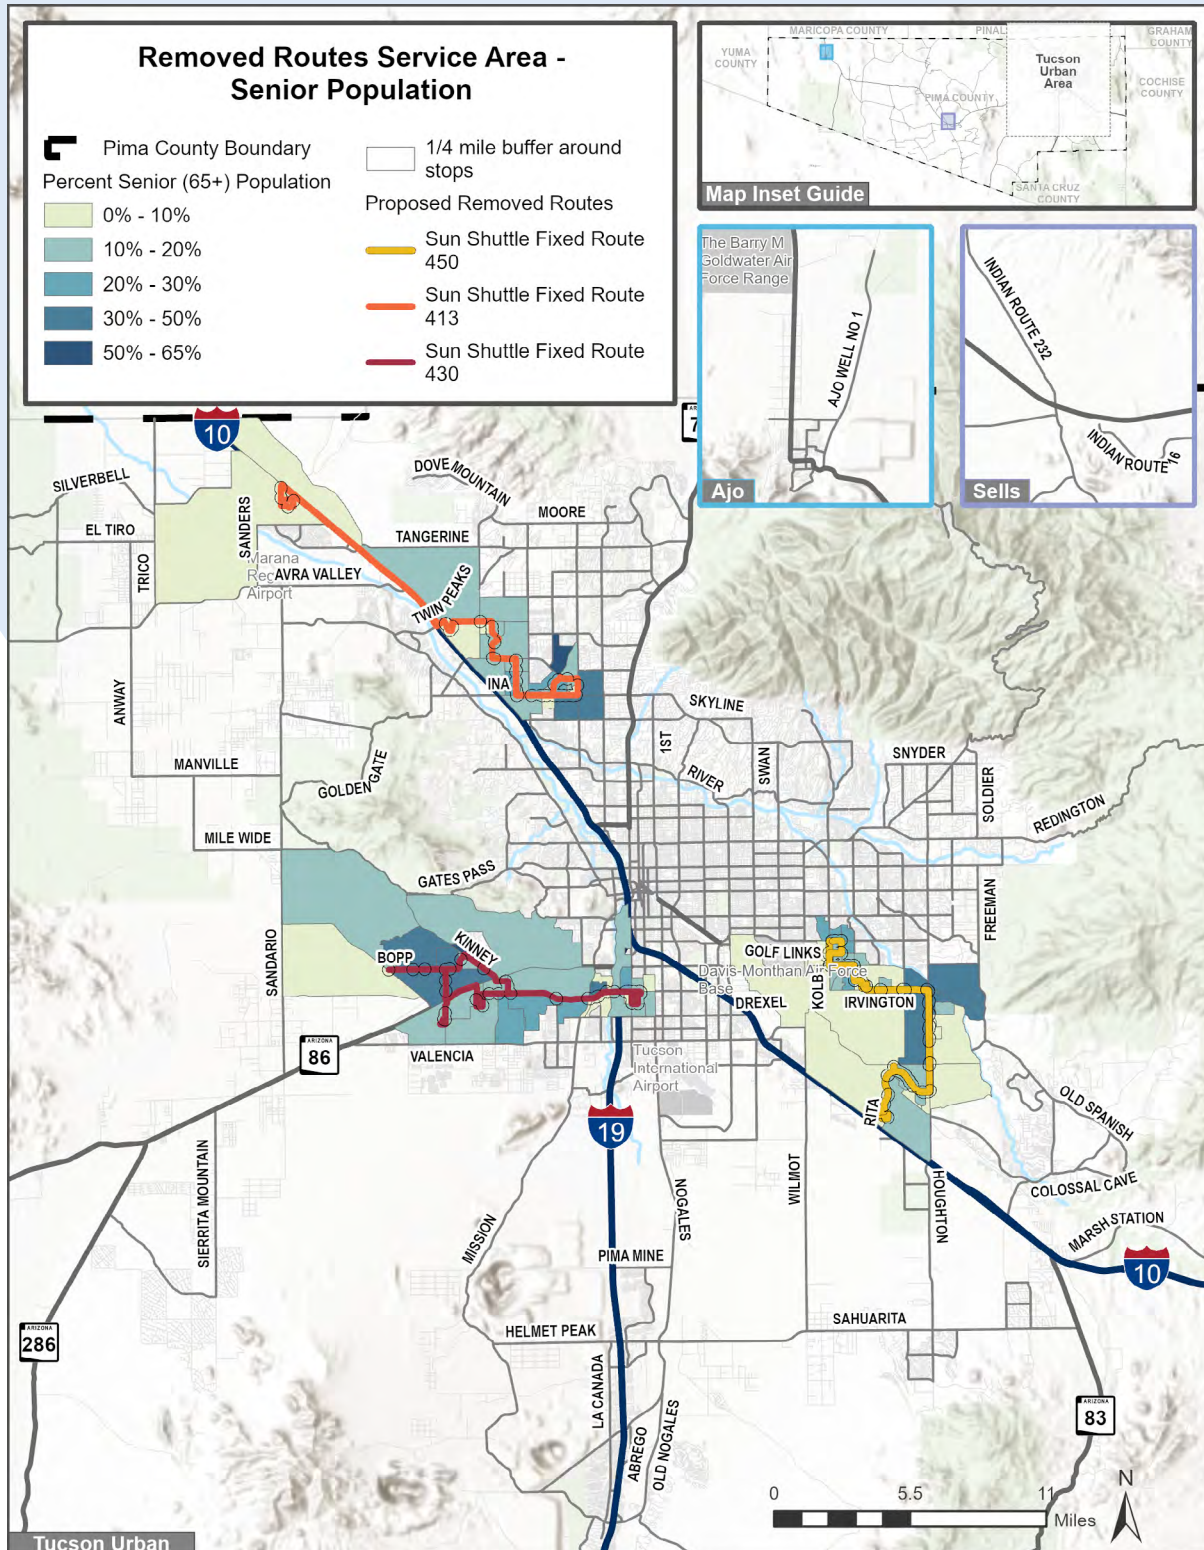 Removed Routes Service Area -
Senior Population
Pima County Boundary
Percent Senior (65+) Population
0% - 10%
10% - 20%
20% - 30%
30% - 50%
50% - 65%
1/4 mile buffer around
stops
Proposed Removed Routes
Sun Shuttle Fixed Route
450
Sun Shuttle Fixed Route
413
Sun Shuttle Fixed Route
430
MARICOPA COUNTY
PINAL
GRAHAM
COUNTY
YUMA
COUNTY
Tucson
Urban
Area
COCHISE
COUNTY
PIMA COUNTY
SANTA CRUZ
COUNTY
Map Inset Guide
The Barry M
Goldwater Air
Force Range
AJO WELL NO 1
Ajo
INDIAN ROUTE 232
INDIAN ROUTE 16
Sells
10
SILVERBELL
DOVE MOUNTAIN
MOORE
EL TIRO
SANDERS
TANGERINE
TRICO
Marana
Reg
Airport
AVRA VALLEY
TWIN PEAKS
INA
ANWAY
SKYLINE
1ST
SWAN
SNYDER
MANVILLE
GOLDEN GATE
RIVER
SOLDIER
REDINGTON
MILE WIDE
GATES PASS
FREEMAN
SANDARIO
BOPP
KINNEY
GOLF LINKS
Davis-Monthan Air Force
Base
KOLB
DREXEL
IRVINGTON
ARIZONA
86
VALENCIA
Tucson
International
Airport
RITA
OLD SPANISH
19
SIERRITA MOUNTAIN
WILMOT
HOUGHTON
COLOSSAL CAVE
NOGALES
MISSION
MARSH STATION
PIMA MINE
10
HELMET PEAK
SAHUARITA
ARIZONA
286
LA CANADA
ABREGO
OLD NOGALES
ARIZONA
83
0
5.5
11
Miles
N
Tucson Urban